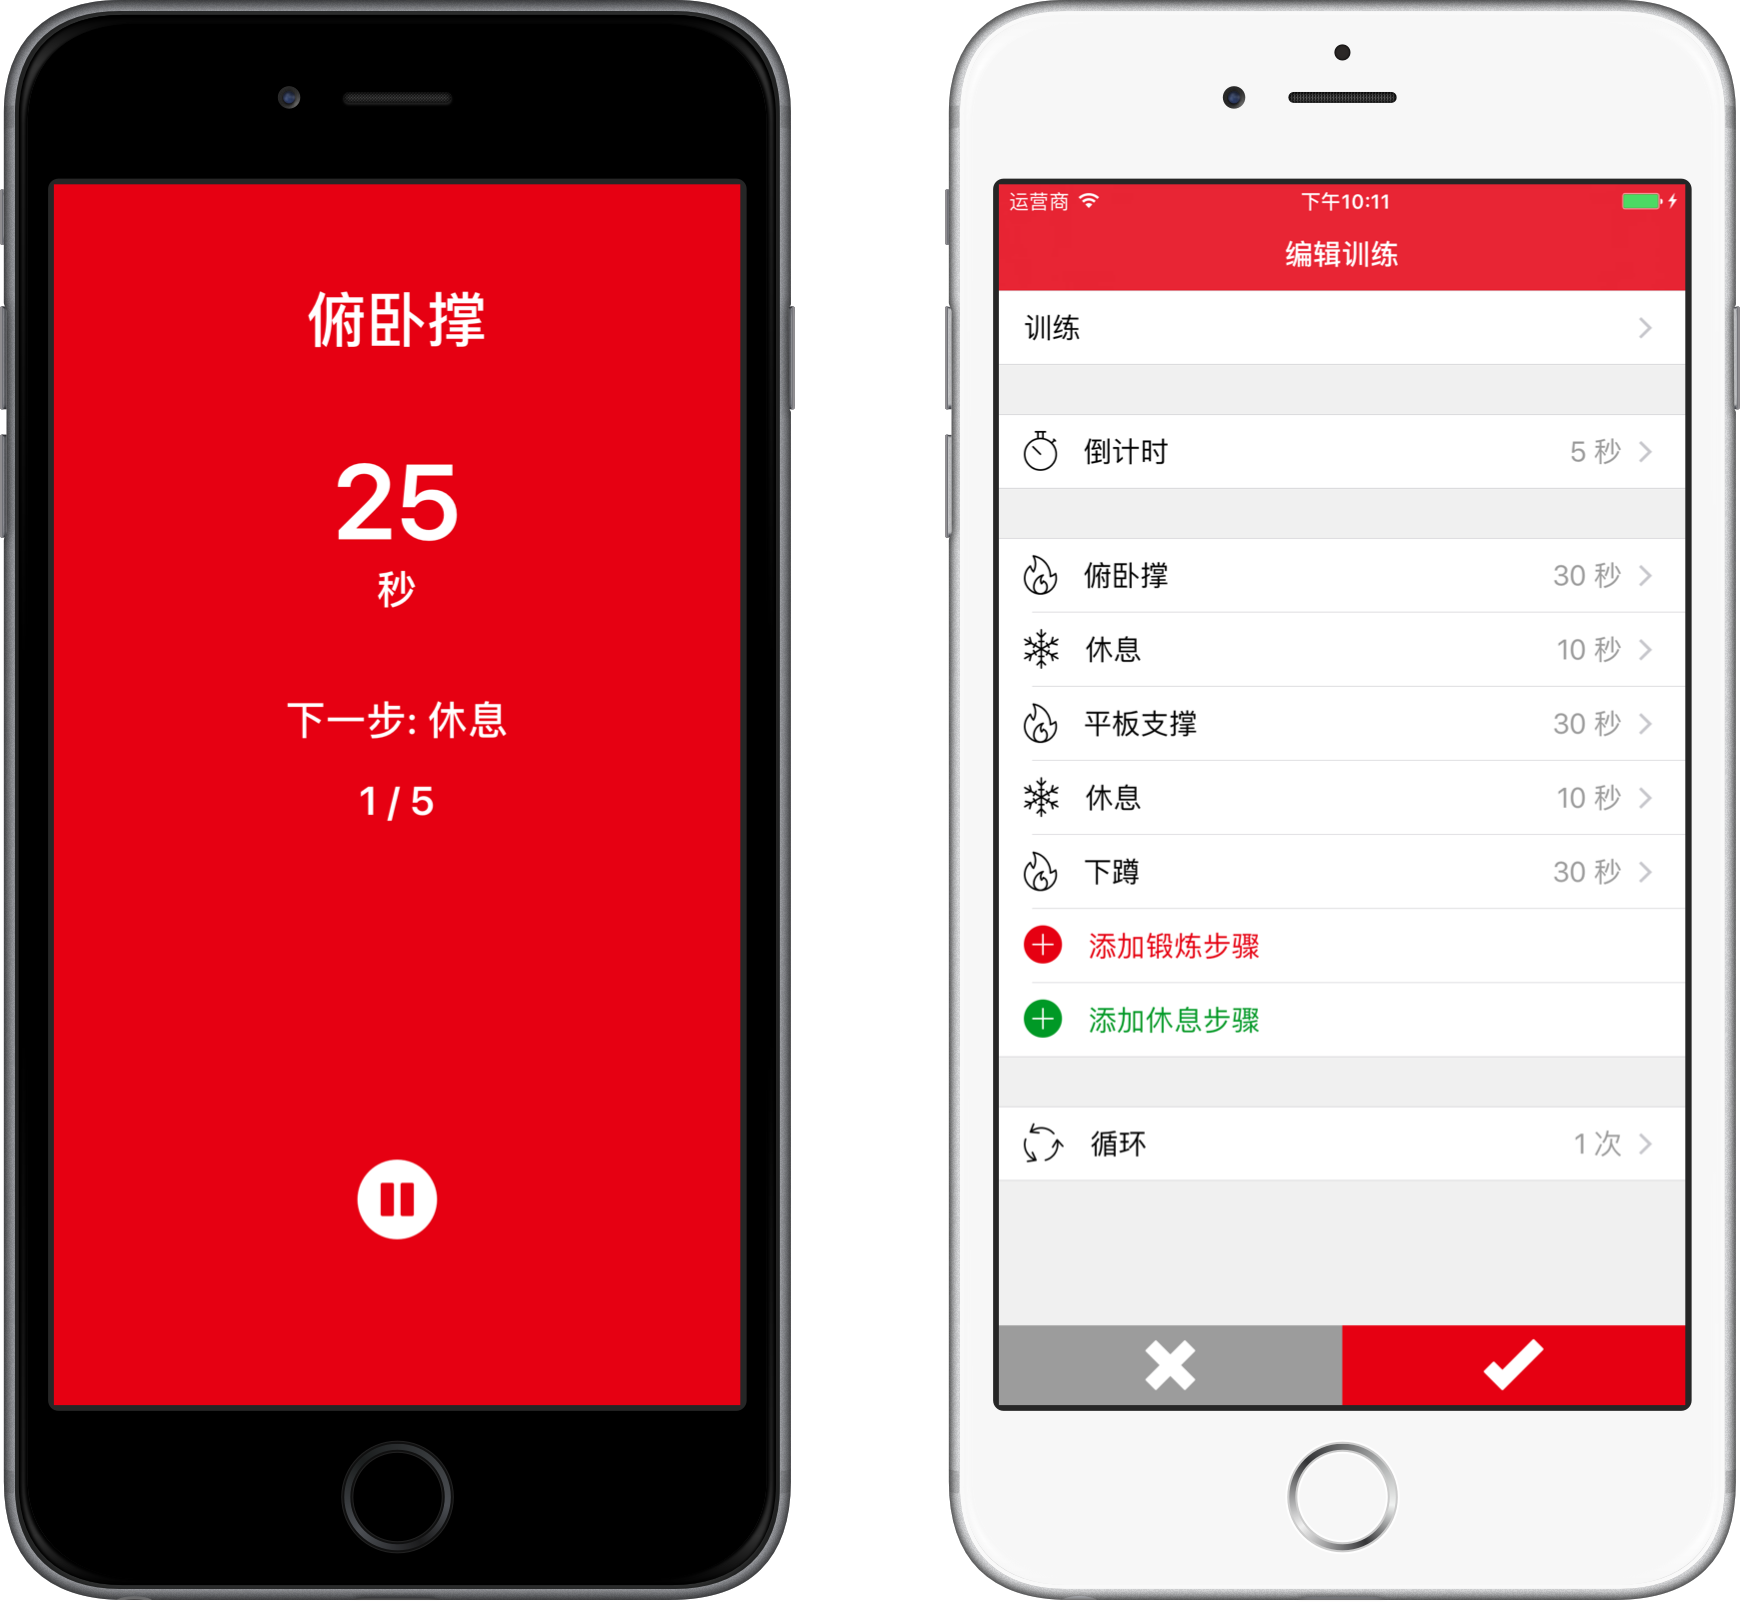 俯卧撑
25
秒
下一步: 休息
1 / 5
运营商 下午10:11
编辑训练
训练
倒计时 5 秒
俯卧撑 30 秒
休息 10 秒
平板支撑 30 秒
休息 10 秒
下蹲 30 秒
添加锻炼步骤
添加休息步骤
循环 1 次